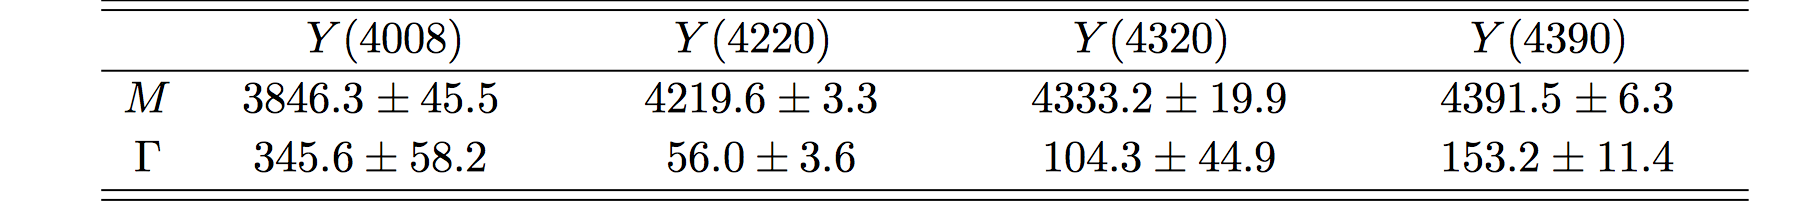 Y(4008) Y(4220) Y(4320) Y(4390)
M 3846.3 ± 45.5 4219.6 ± 3.3 4333.2 ± 19.9 4391.5 ± 6.3
Γ 345.6 ± 58.2 56.0 ± 3.6 104.3 ± 44.9 153.2 ± 11.4